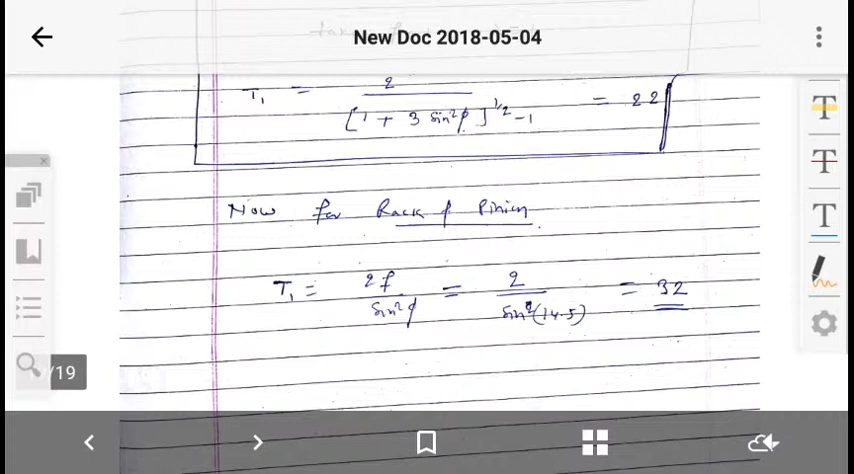 New Doc 2018-05-04
T₁ = 2 / [1 + 3 sin²φ]^1/2 - 1 = 22
Now for Rack & Pinion
T₁ = 2f / sin²φ = 2 / sin²(14.5) = 32
/19